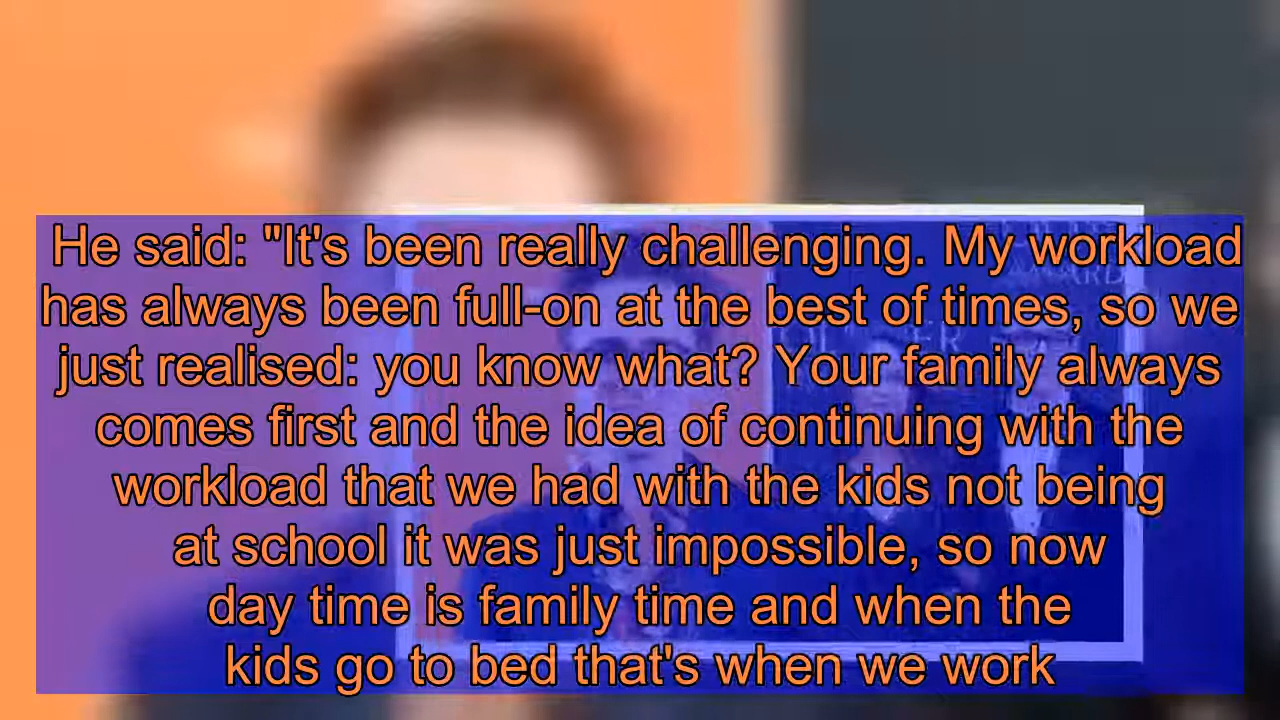 He said: "It's been really challenging. My workload
has always been full-on at the best of times, so we
just realised: you know what? Your family always
comes first and the idea of continuing with the
workload that we had with the kids not being
at school it was just impossible, so now
day time is family time and when the
kids go to bed that's when we work